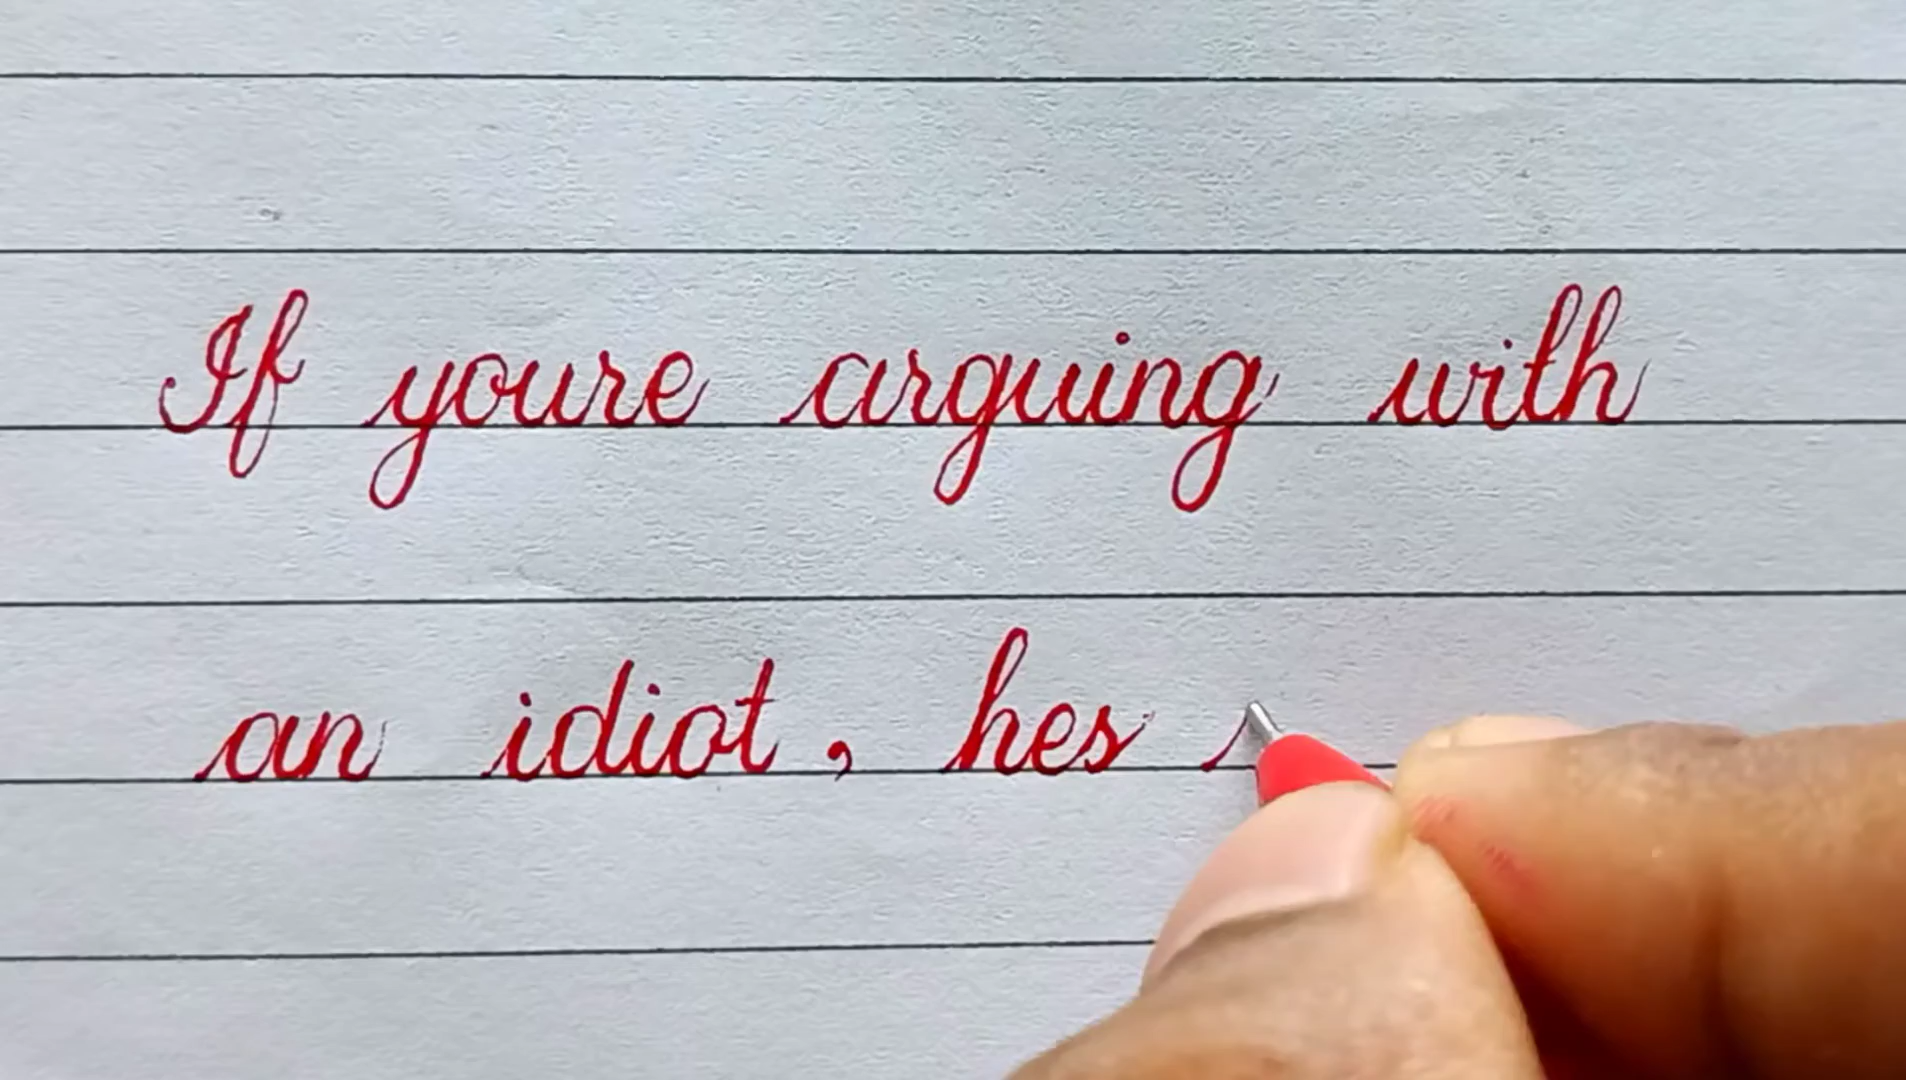 If youre arguing with
an idiot, hes